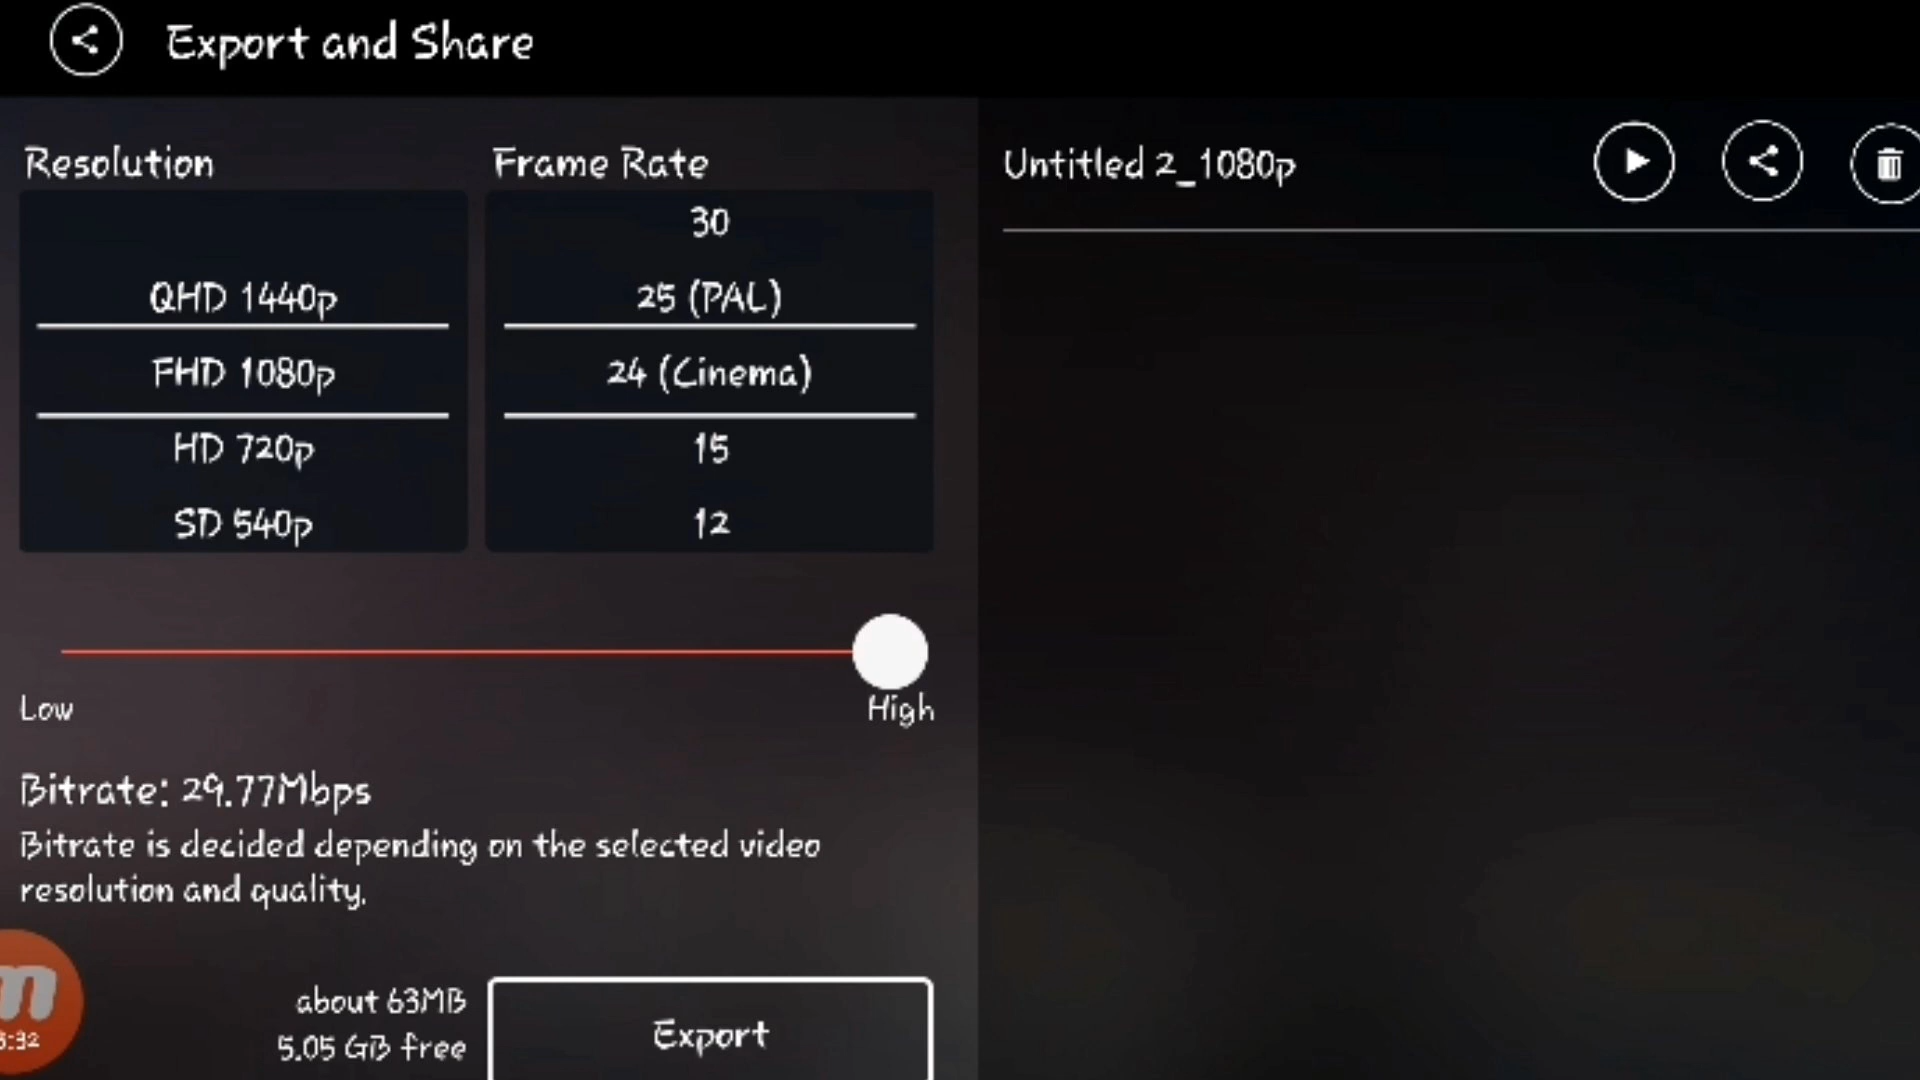 Export and Share
Resolution
QHD 1440p
FHD 1080p
HD 720p
SD 540p
Frame Rate
30
25 (PAL)
24 (Cinema)
15
12
Low
High
Bitrate: 29.77Mbps
Bitrate is decided depending on the selected video
resolution and quality.
about 63MB
5.05 GB free
Export
Untitled 2_1080p
m